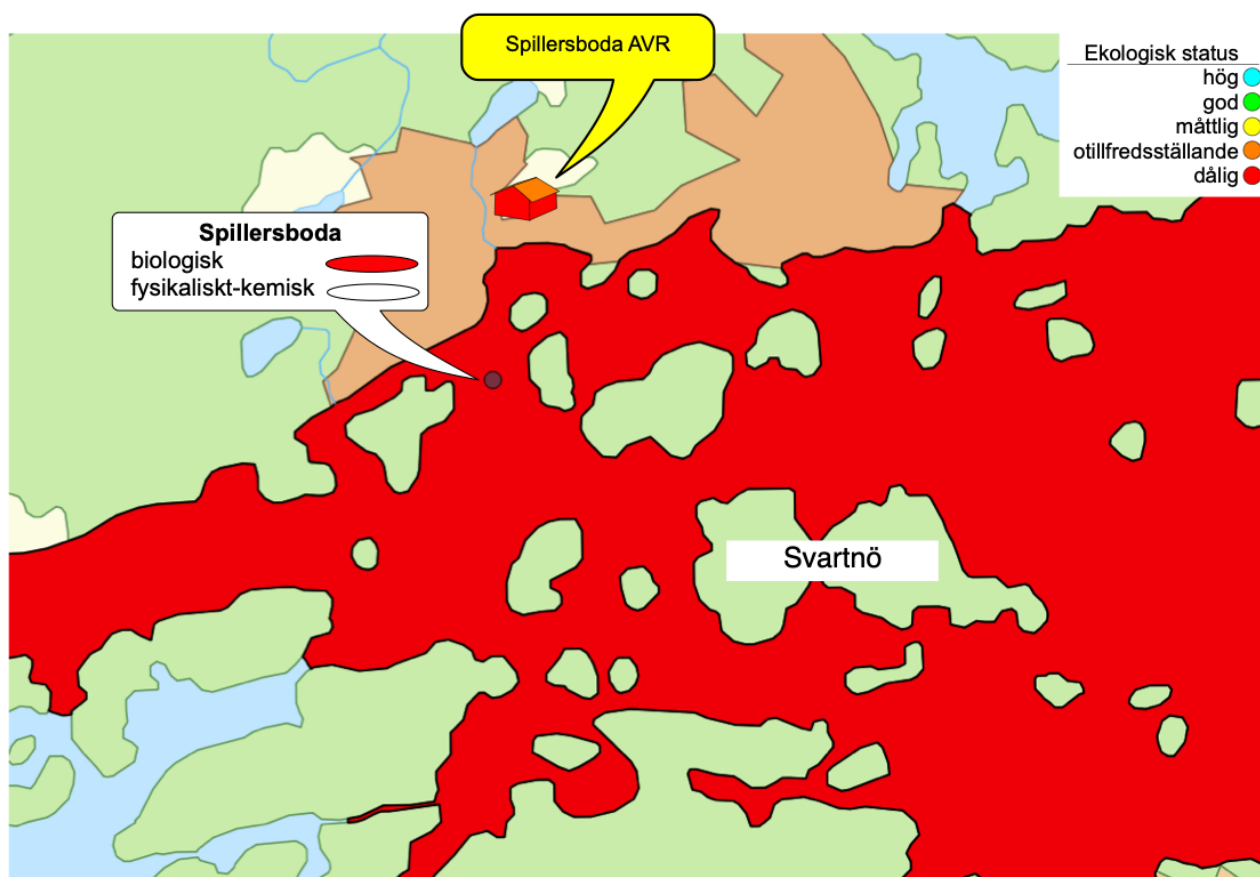 Spillersboda AVR
Ekologisk status
hög
god
måttlig
otillfredsställande
dålig
Spillersboda
biologisk
fysikaliskt-kemisk
Svartnö